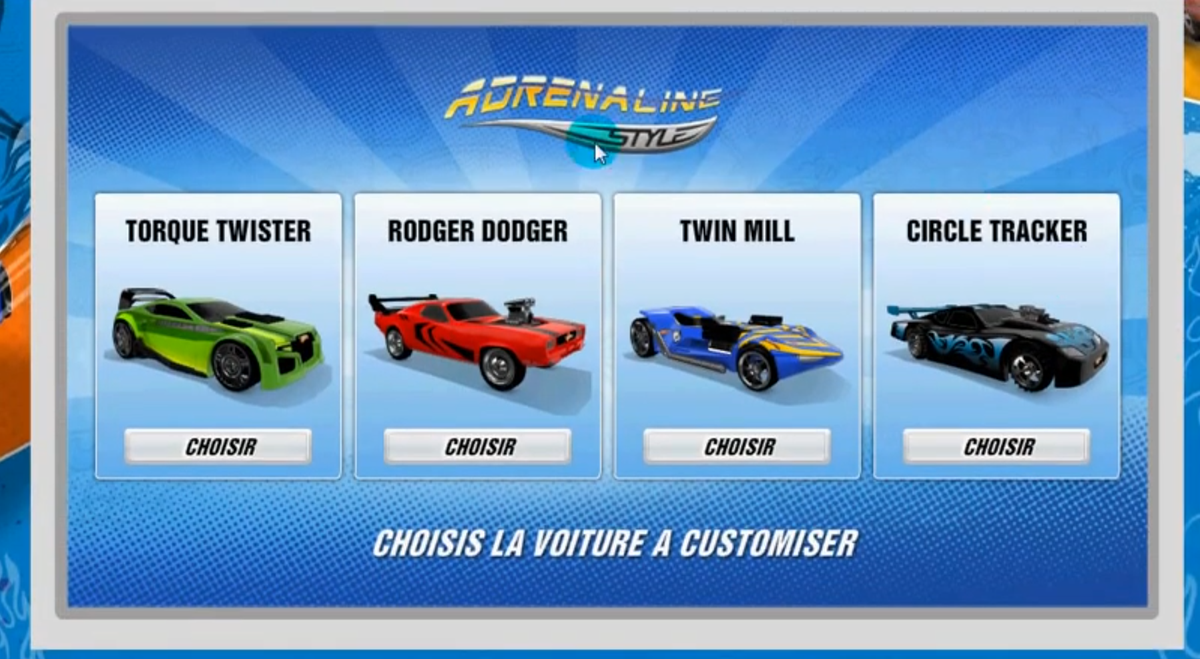 ADRENALINE
STYLE
TORQUE TWISTER
RODGER DODGER
TWIN MILL
CIRCLE TRACKER
CHOISIR
CHOISIR
CHOISIR
CHOISIR
CHOISIS LA VOITURE A CUSTOMISER